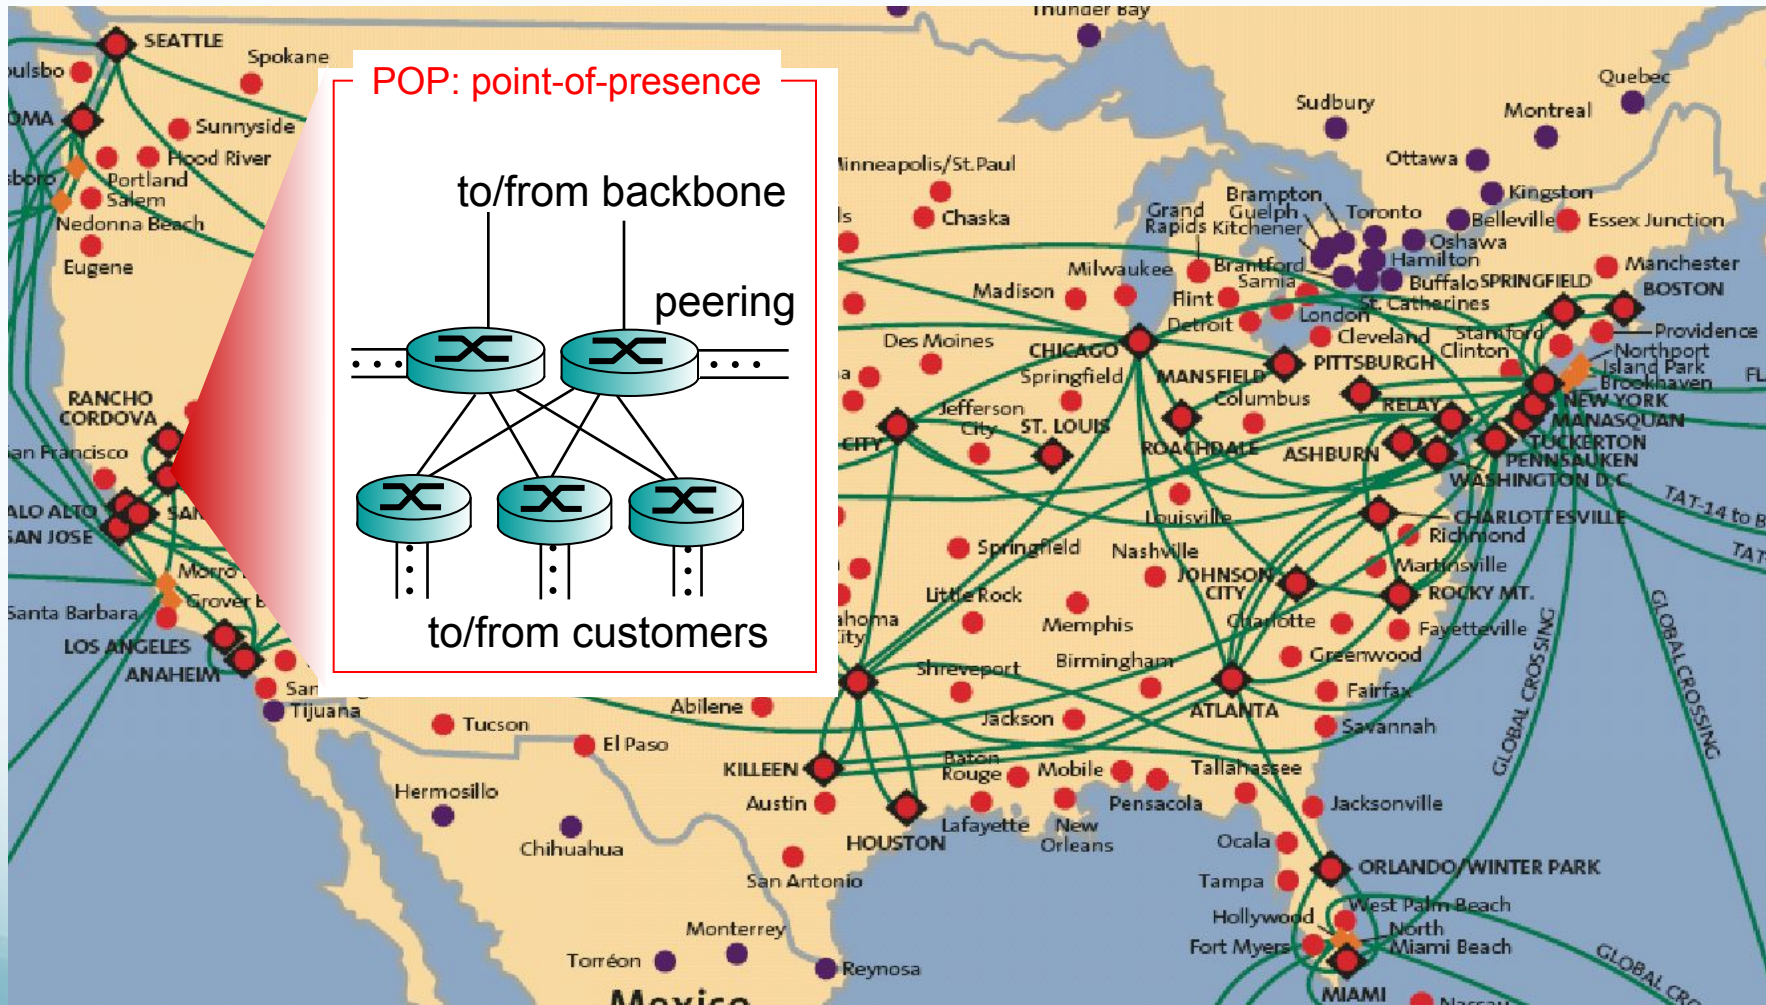 Thunder Bay
SEATTLE
Spokane
POP: point-of-presence
Quebec
Sudbury
Montreal
Sunnyside
Hood River
Portland
Salem
Nedonna Beach
Eugene
to/from backbone
peering
to/from customers
Chaska
Ottawa
Kingston
Brampton
Guelph
Kitchener
Grand
Rapids
Toronto
Belleville
Essex Junction
Oshawa
Hamilton
Milwaukee
Brantford
Sarnia
Buffalo
SPRINGFIELD
Manchester
BOSTON
Madison
Flint
St. Catherines
London
Detroit
Cleveland
Stamford
Providence
Des Moines
CHICAGO
Springfield
MANSFIELD
PITTSBURGH
Clinton
Northport
Island Park
Brookhaven
RANCHO
CORDOVA
Jefferson
City
ST. LOUIS
Columbus
RELAY
NEW YORK
MANASQUAN
TUCKERTON
PENNSAUKEN
WASHINGTON D.C.
CITY
ROACHDALE
ASHBURN
SAN JOSE
Louisville
CHARLOTTESVILLE
Richmond
TAT-14 to B
Springfield
Nashville
JOHNSON
CITY
Martinsville
ROCKY MT.
Santa Barbara
Little Rock
Memphis
Charlotte
Fayetteville
LOS ANGELES
ANAHEIM
City
Shreveport
Birmingham
Greenwood
GLOBAL CROSSING
GLOBAL CROSSING
Tijuana
Tucson
El Paso
Abilene
Jackson
ATLANTA
Fairfax
Savannah
KILLEEN
Baton
Rouge
Mobile
Tallahassee
Hermosillo
Austin
Pensacola
Jacksonville
Chihuahua
HOUSTON
Lafayette
New
Orleans
Ocala
San Antonio
Tampa
ORLANDO/WINTER PARK
Monterrey
Torréon
Reynosa
Mexico
Hollywood
West Palm Beach
Fort Myers
North
Miami Beach
MIAMI
Nassau